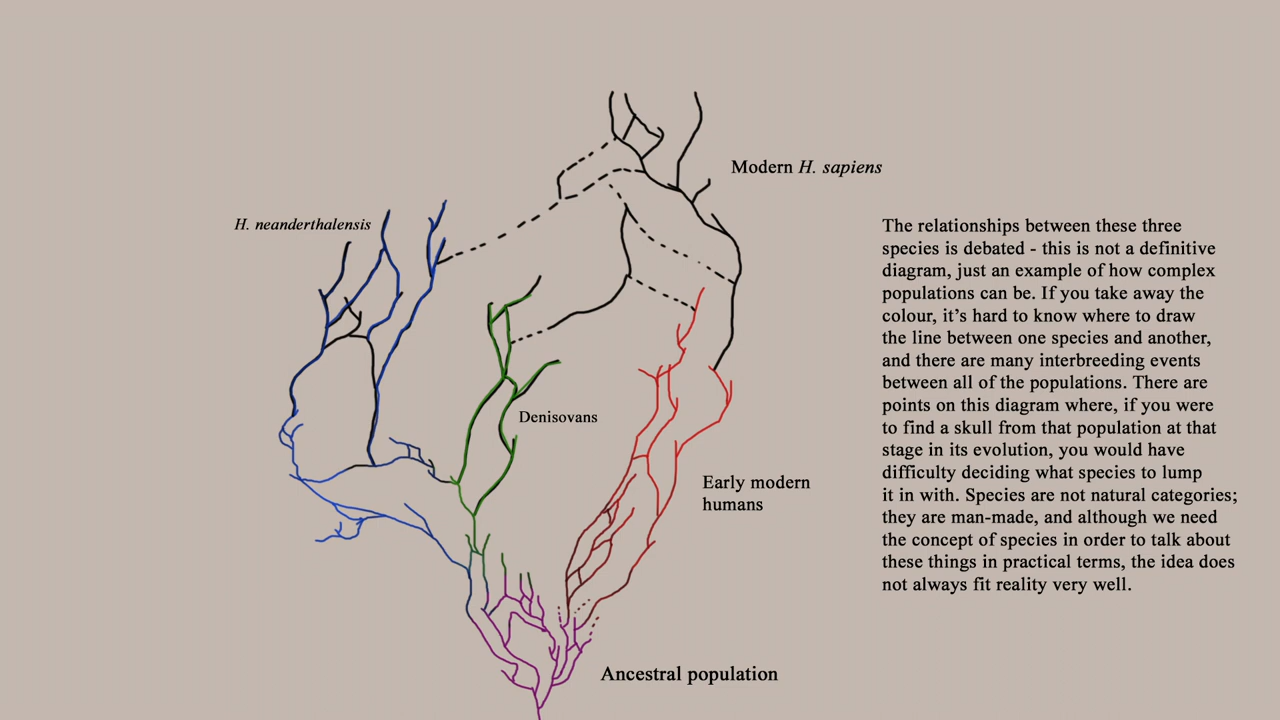 Modern H. sapiens
H. neanderthalensis
Denisovans
Early modern
humans
Ancestral population
The relationships between these three
species is debated - this is not a definitive
diagram, just an example of how complex
populations can be. If you take away the
colour, it's hard to know where to draw
the line between one species and another,
and there are many interbreeding events
between all of the populations. There are
points on this diagram where, if you were
to find a skull from that population at that
stage in its evolution, you would have
difficulty deciding what species to lump
it in with. Species are not natural categories;
they are man-made, and although we need
the concept of species in order to talk about
these things in practical terms, the idea does
not always fit reality very well.